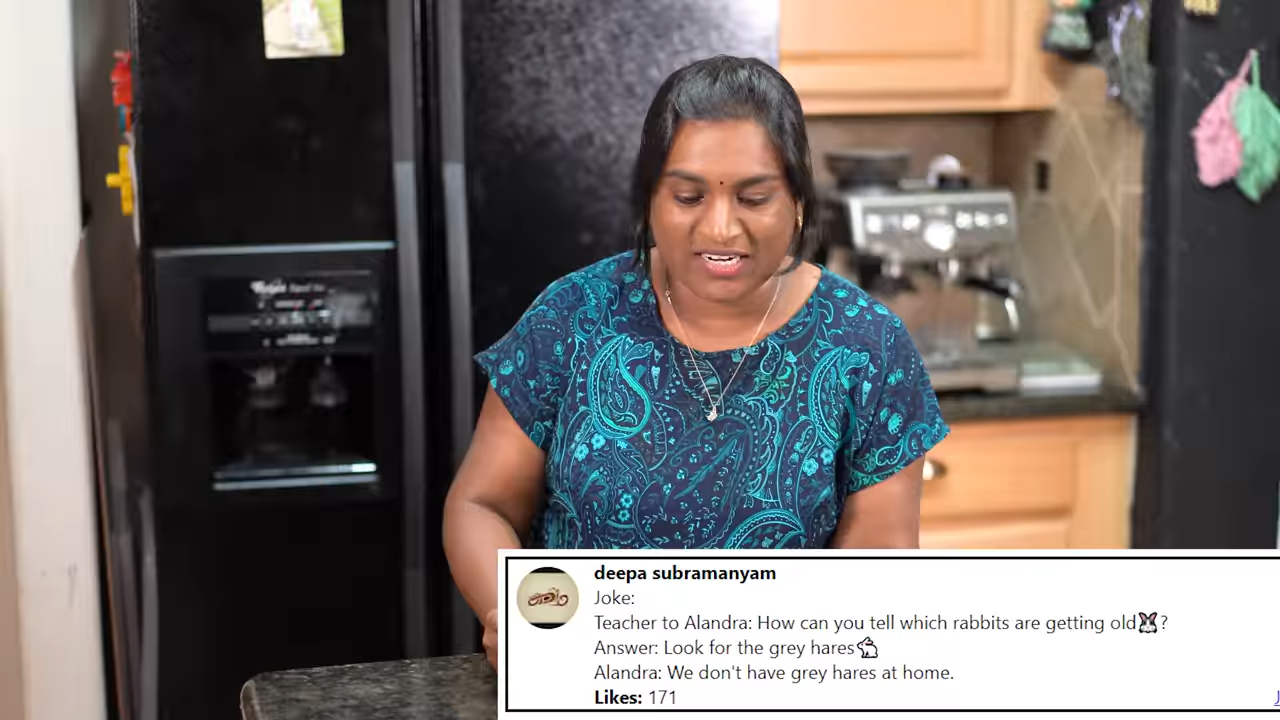 deepa subramanyam
Joke:
Teacher to Alandra: How can you tell which rabbits are getting old🐰?
Answer: Look for the grey hares🐇
Alandra: We don't have grey hares at home.
Likes: 171